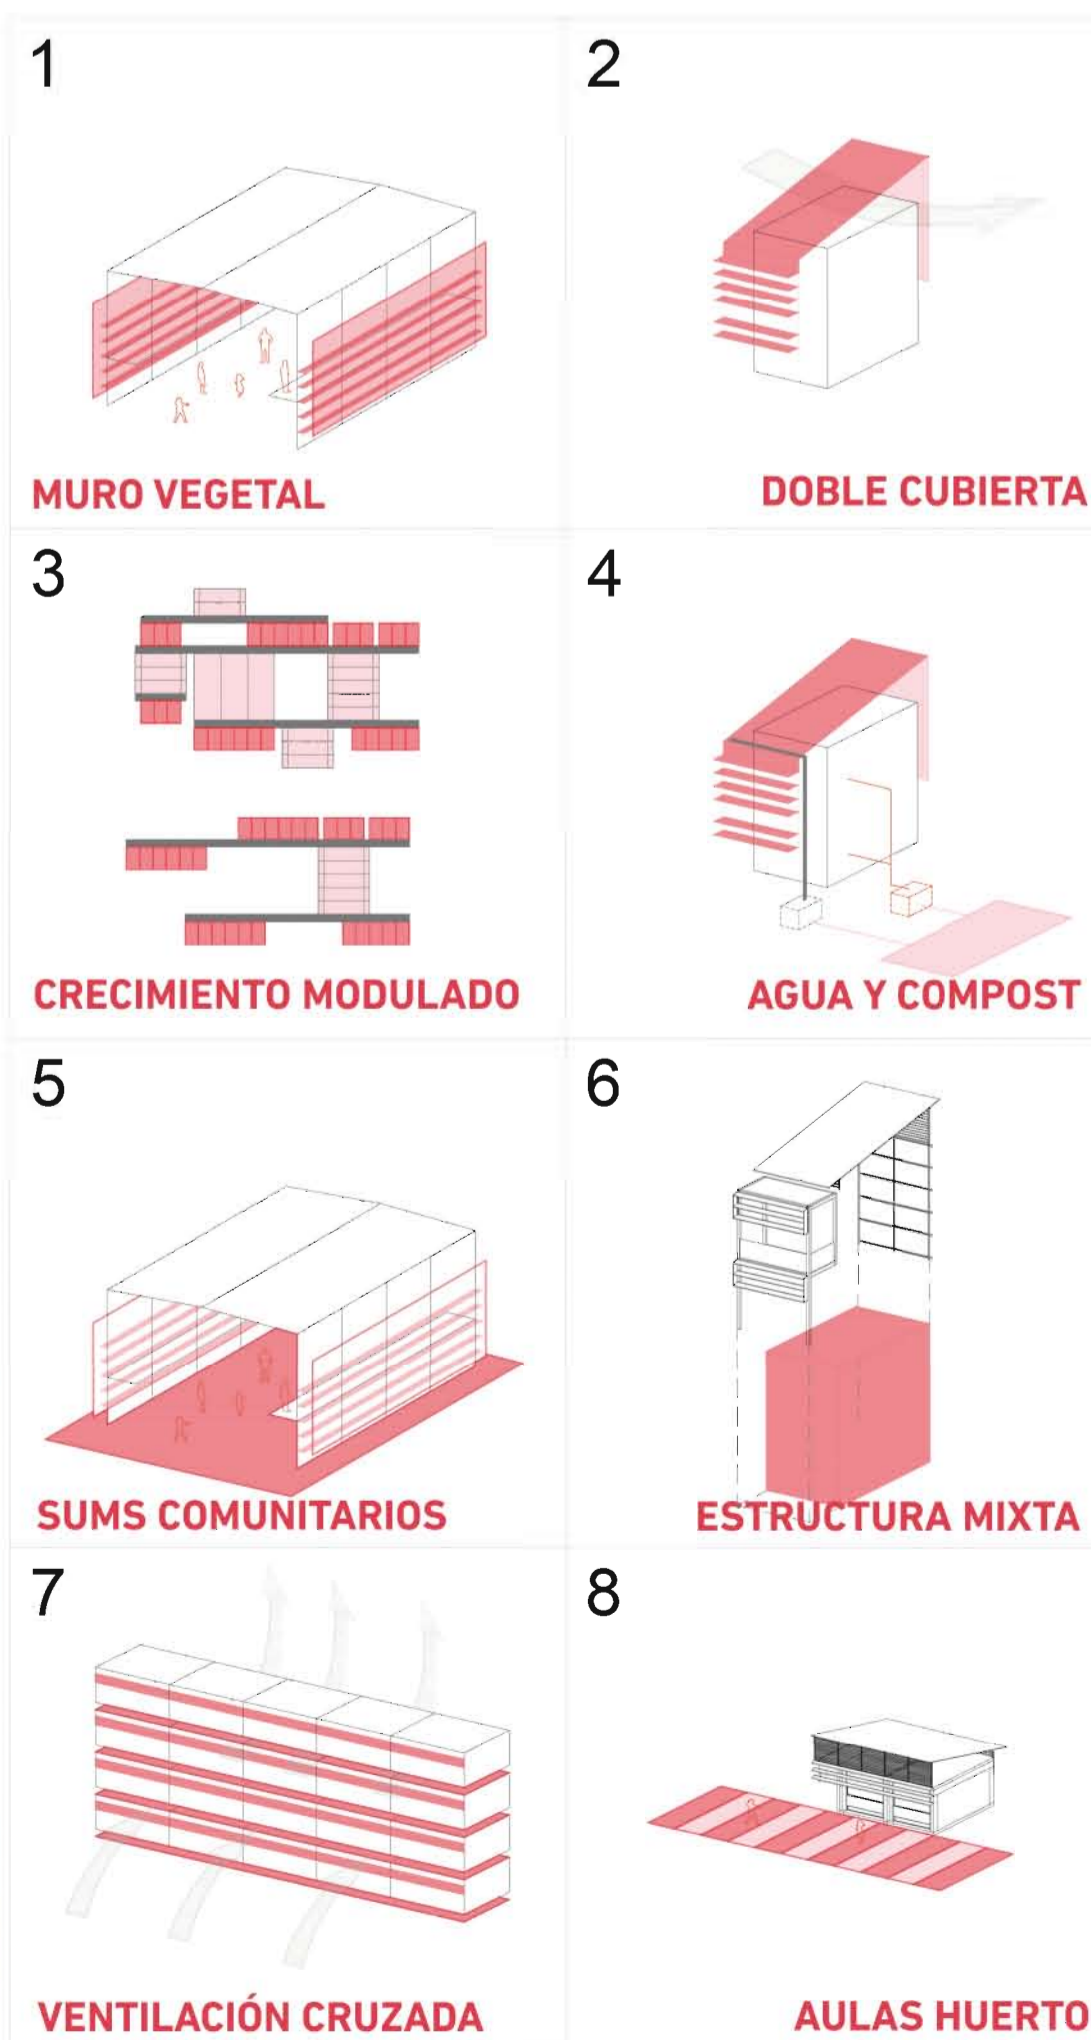 1
2
MURO VEGETAL
DOBLE CUBIERTA
3
4
CRECIMIENTO MODULADO
AGUA Y COMPOST
5
6
SUMS COMUNITARIOS
ESTRUCTURA MIXTA
7
8
VENTILACIÓN CRUZADA
AULAS HUERTO